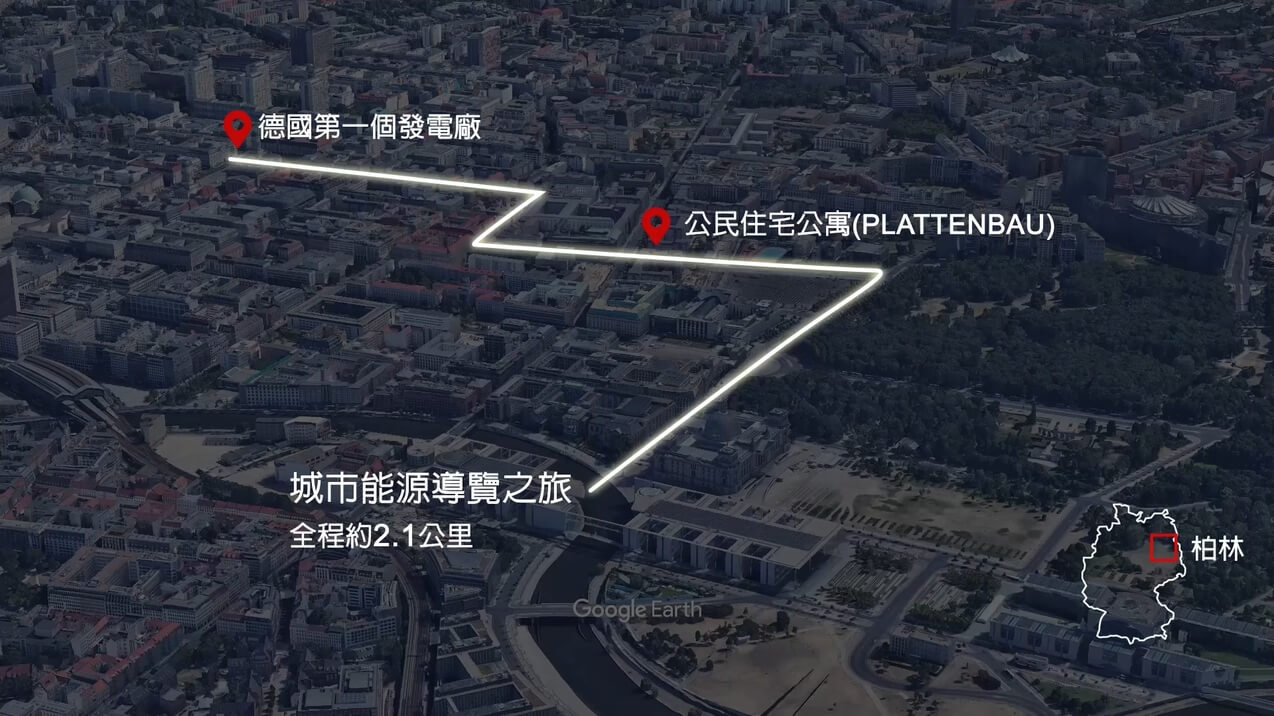 德國第一個發電廠
公民住宅公寓(PLATTENBAU)
城市能源導覽之旅
全程約2.1公里
柏林
Google Earth